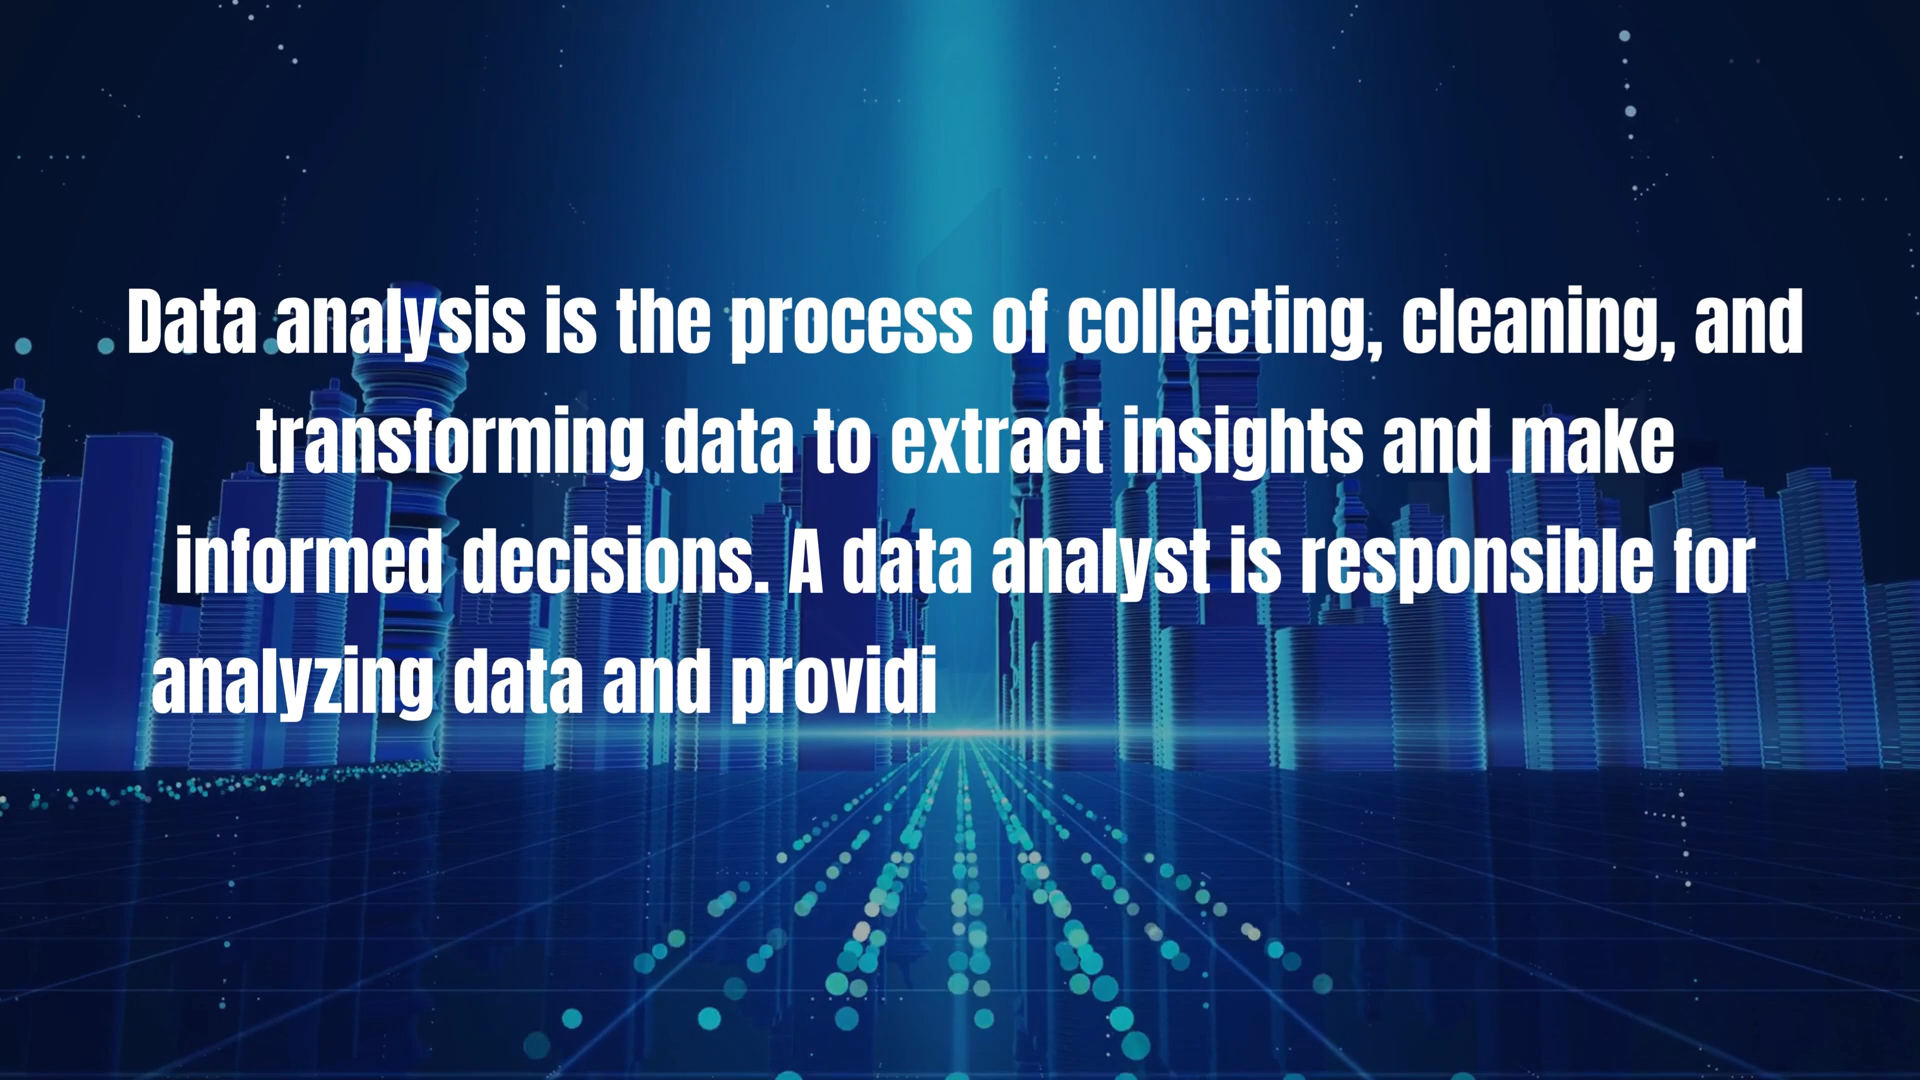 Data analysis is the process of collecting, cleaning, and
transforming data to extract insights and make
informed decisions. A data analyst is responsible for
analyzing data and providi